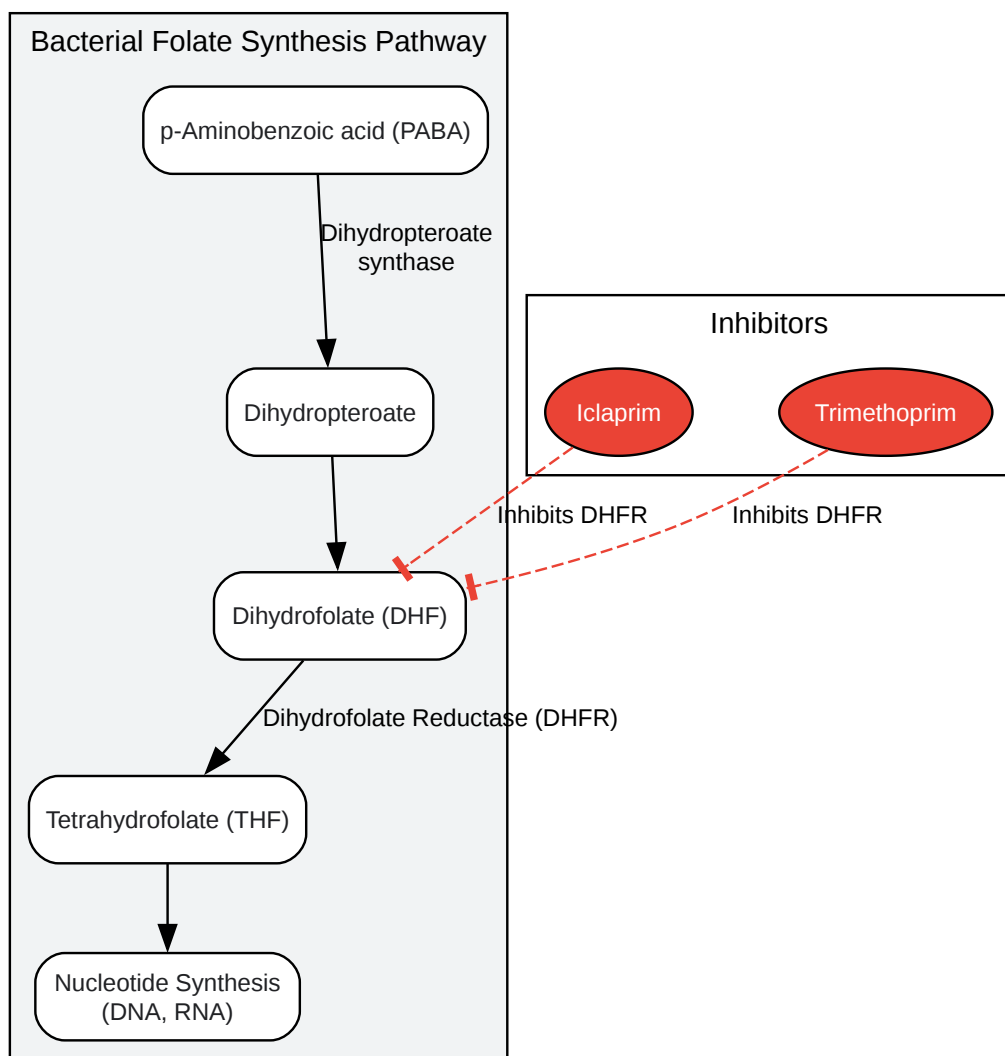 Bacterial Folate Synthesis Pathway
p-Aminobenzoic acid (PABA)
Dihydropteroate
synthase
Inhibitors
Iclaprim
Trimethoprim
Dihydropteroate
Inhibits DHFR
Inhibits DHFR
Dihydrofolate (DHF)
Dihydrofolate Reductase (DHFR)
Tetrahydrofolate (THF)
Nucleotide Synthesis
(DNA, RNA)